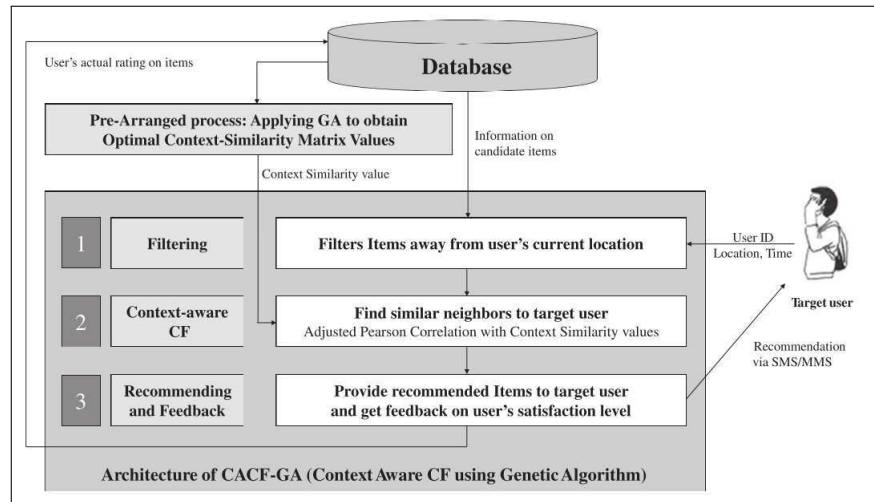 Database
User's actual rating on items
Pre-Arranged process: Applying GA to obtain
Optimal Context-Similarity Matrix Values
Information on
candidate items
Context Similarity value
1
Filtering
Filters Items away from user's current location
User ID
Location, Time
Target user
2
Context-aware
CF
Find similar neighbors to target user
Adjusted Pearson Correlation with Context Similarity values
Recommendation
via SMS/MMS
3
Recommending
and Feedback
Provide recommended Items to target user
and get feedback on user's satisfaction level
Architecture of CACF-GA (Context Aware CF using Genetic Algorithm)